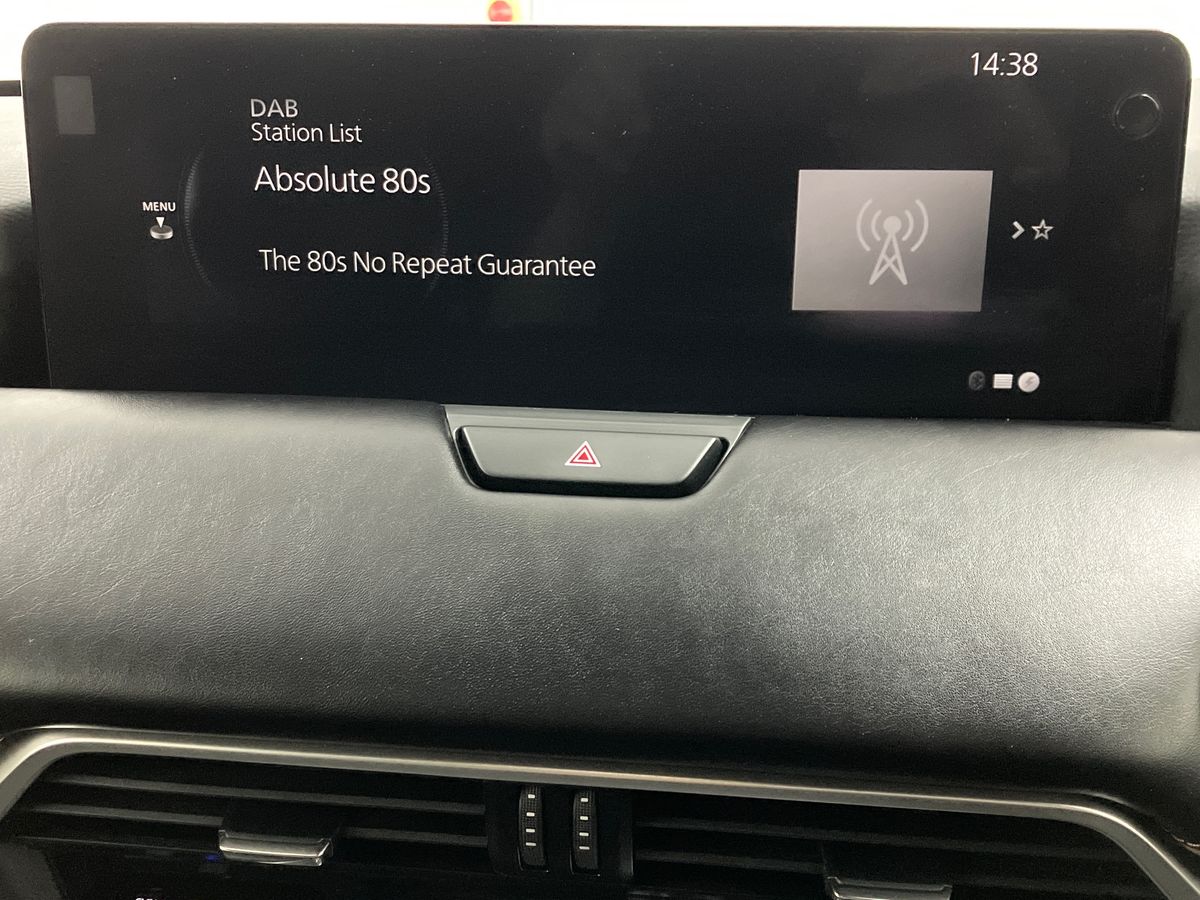 14:38
DAB
Station List
Absolute 80s
MENU
The 80s No Repeat Guarantee